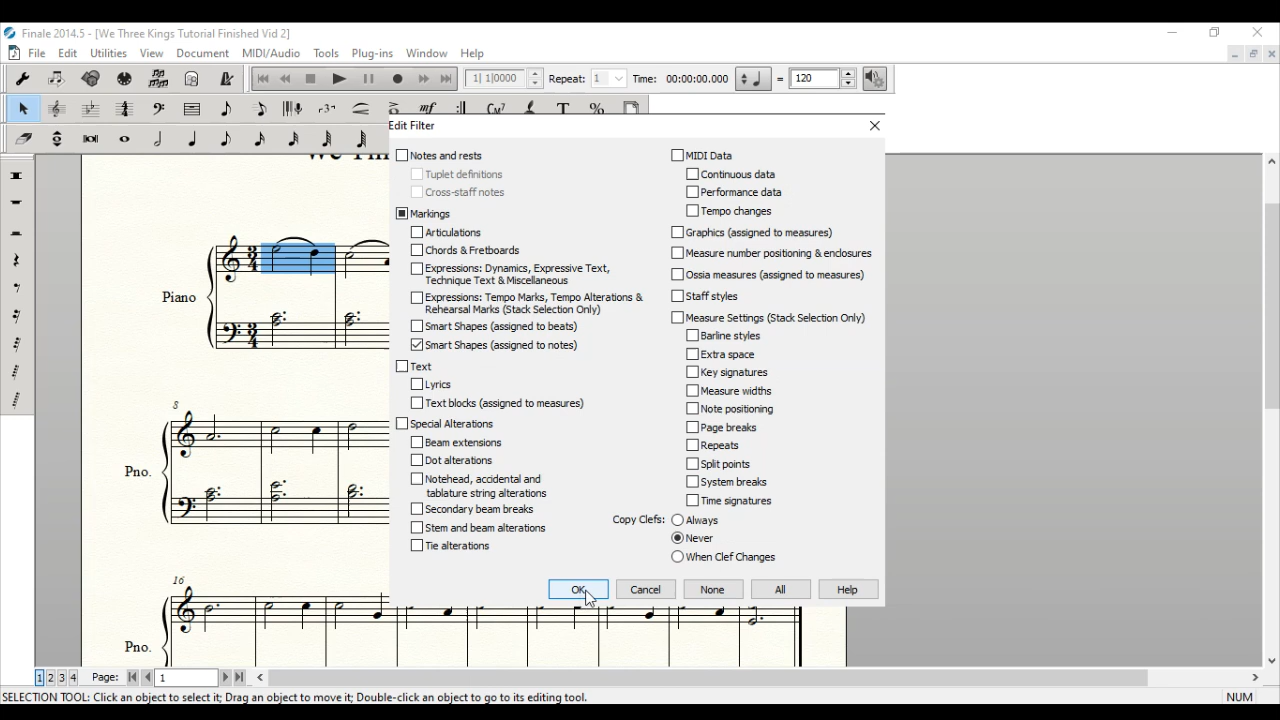 Finale 2014.5 - [We Three Kings Tutorial Finished Vid 2]
File Edit Utilities View Document MIDI/Audio Tools Plug-ins Window Help
1| 1|0000 Repeat: 1 Time: 00:00:00.000 = 120
mf CM7 T %
Edit Filter
Notes and rests
Tuplet definitions
Cross-staff notes
Markings
Articulations
Chords & Fretboards
Expressions: Dynamics, Expressive Text,
Technique Text & Miscellaneous
Expressions: Tempo Marks, Tempo Alterations &
Rehearsal Marks (Stack Selection Only)
Smart Shapes (assigned to beats)
Smart Shapes (assigned to notes)
Text
Lyrics
Text blocks (assigned to measures)
Special Alterations
Beam extensions
Dot alterations
Notehead, accidental and
tablature string alterations
Secondary beam breaks
Stem and beam alterations
Tie alterations
MIDI Data
Continuous data
Performance data
Tempo changes
Graphics (assigned to measures)
Measure number positioning & enclosures
Ossia measures (assigned to measures)
Staff styles
Measure Settings (Stack Selection Only)
Barline styles
Extra space
Key signatures
Measure widths
Note positioning
Page breaks
Repeats
Split points
System breaks
Time signatures
Copy Clefs: Always
Never
When Clef Changes
OK Cancel None All Help
Piano
8
Pno.
16
Pno.
1 2 3 4 Page: 1
SELECTION TOOL: Click an object to select it; Drag an object to move it; Double-click an object to go to its editing tool. NUM